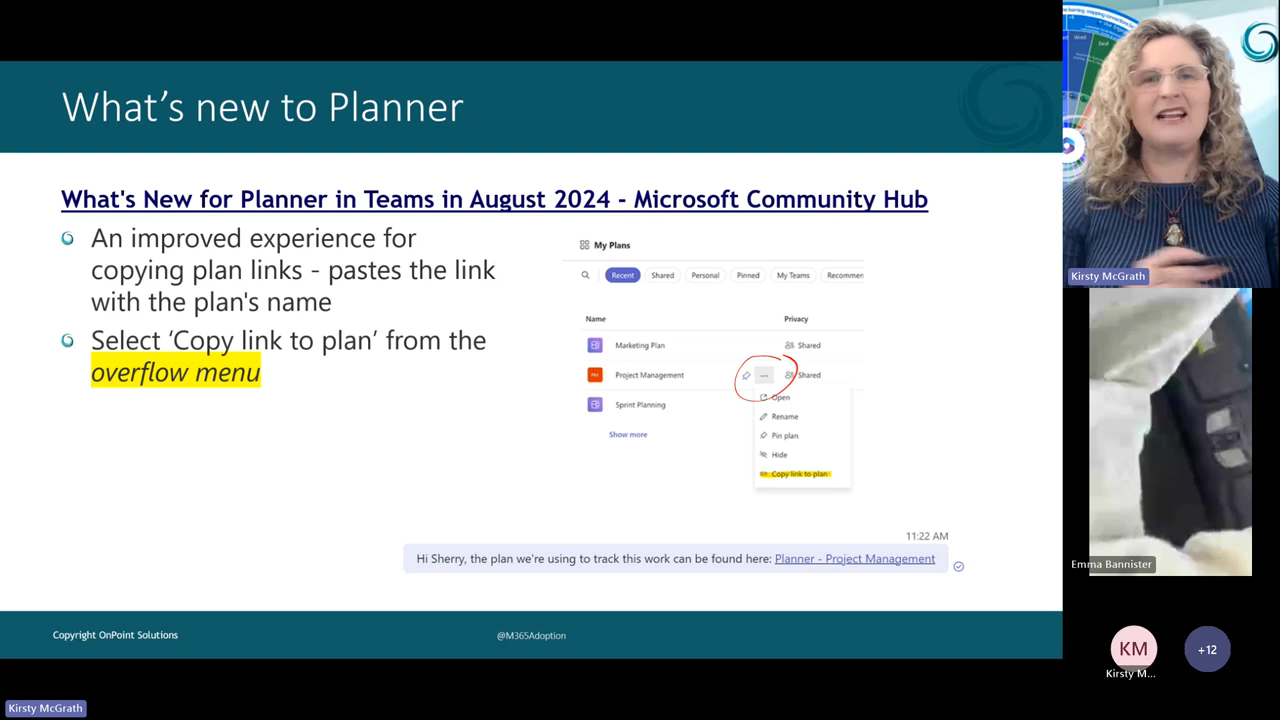 What's new to Planner
What's New for Planner in Teams in August 2024 - Microsoft Community Hub
An improved experience for
copying plan links - pastes the link
with the plan's name
Select 'Copy link to plan' from the
overflow menu
My Plans
Recent Shared Personal Pinned My Teams Recommen
Name Privacy
Marketing Plan Shared
Project Management ... Shared
Sprint Planning
Show more
Open
Rename
Pin plan
Hide
Copy link to plan
11:22 AM
Hi Sherry, the plan we're using to track this work can be found here: Planner - Project Management
Copyright OnPoint Solutions
@M365Adoption
Kirsty McGrath
Word
Kirsty McGrath
Emma Bannister
KM
Kirsty M...
+12